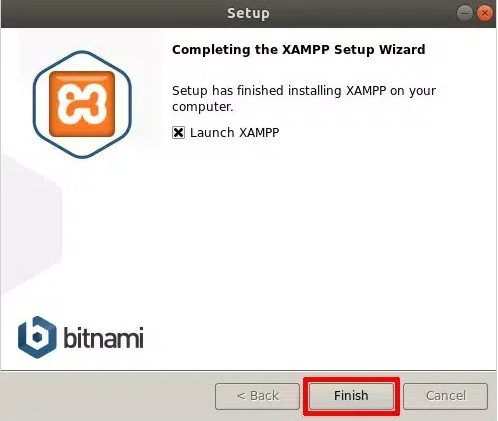 Setup
Completing the XAMPP Setup Wizard
Setup has finished installing XAMPP on your
computer.
Launch XAMPP
bitnami
< Back
Finish
Cancel